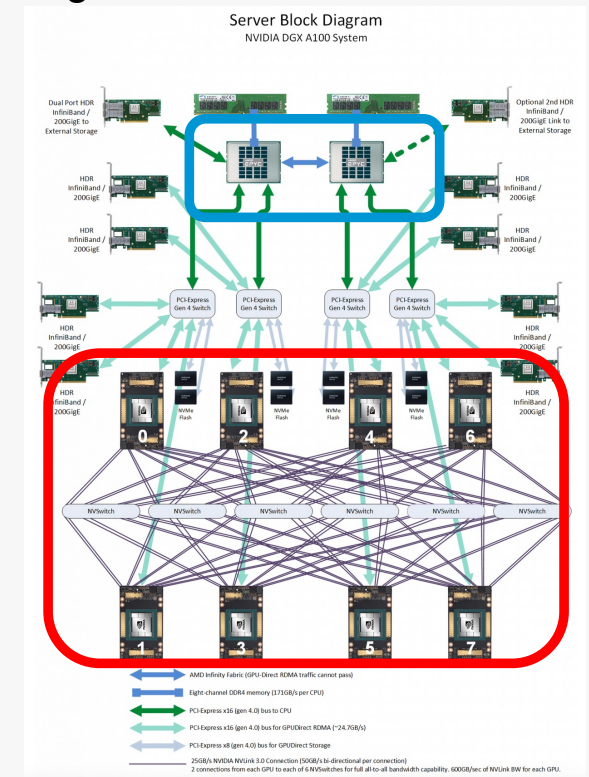 Server Block Diagram
NVIDIA DGX A100 System
Dual Port HDR
InfiniBand /
200GigE to
External Storage
Optional 2nd HDR
InfiniBand /
200GigE Link to
External Storage
HDR
InfiniBand /
200GigE
HDR
InfiniBand /
200GigE
HDR
InfiniBand /
200GigE
HDR
InfiniBand /
200GigE
PCI-Express
Gen 4 Switch
PCI-Express
Gen 4 Switch
PCI-Express
Gen 4 Switch
PCI-Express
Gen 4 Switch
HDR
InfiniBand /
200GigE
HDR
InfiniBand /
200GigE
HDR
InfiniBand /
200GigE
HDR
InfiniBand /
200GigE
NVMe
Flash
NVMe
Flash
NVMe
Flash
NVMe
Flash
0
2
4
6
NVSwitch
NVSwitch
NVSwitch
NVSwitch
NVSwitch
NVSwitch
1
3
5
7
AMD Infinity Fabric (GPU-Direct RDMA traffic cannot pass)
Eight-channel DDR4 memory (171GB/s per CPU)
PCI-Express x16 (gen 4.0) bus to CPU
PCI-Express x16 (gen 4.0) bus for GPUDirect RDMA (~24.7GB/s)
PCI-Express x8 (gen 4.0) bus for GPUDirect Storage
25GB/s NVIDIA NVLink 3.0 Connection (50GB/s bi-directional per connection)
2 connections from each GPU to each of 6 NVSwitches for full all-to-all bandwidth capability. 600GB/sec of NVLink BW for each GPU.